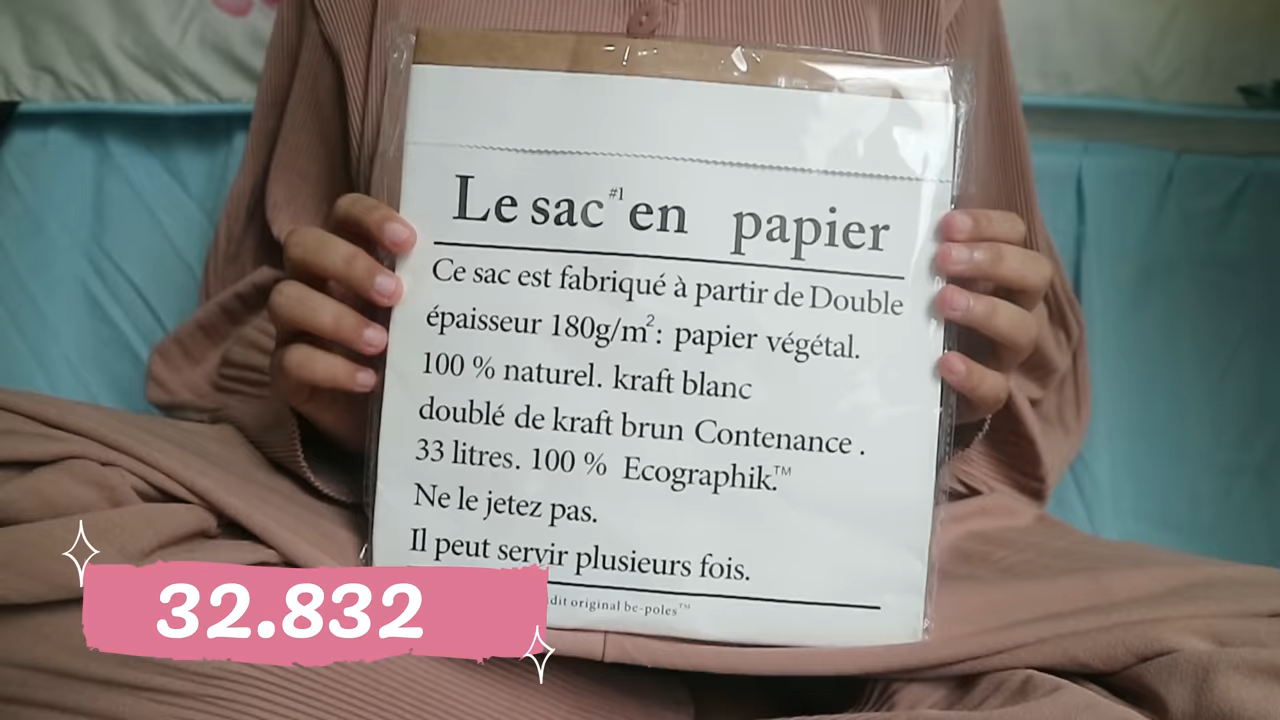 Le sac #1 en papier
Ce sac est fabriqué à partir de Double
épaisseur 180g/m²: papier végétal.
100 % naturel. kraft blanc
doublé de kraft brun Contenance .
33 litres. 100 % Ecographik.™
Ne le jetez pas.
Il peut servir plusieurs fois.
original be-poles™
32.832